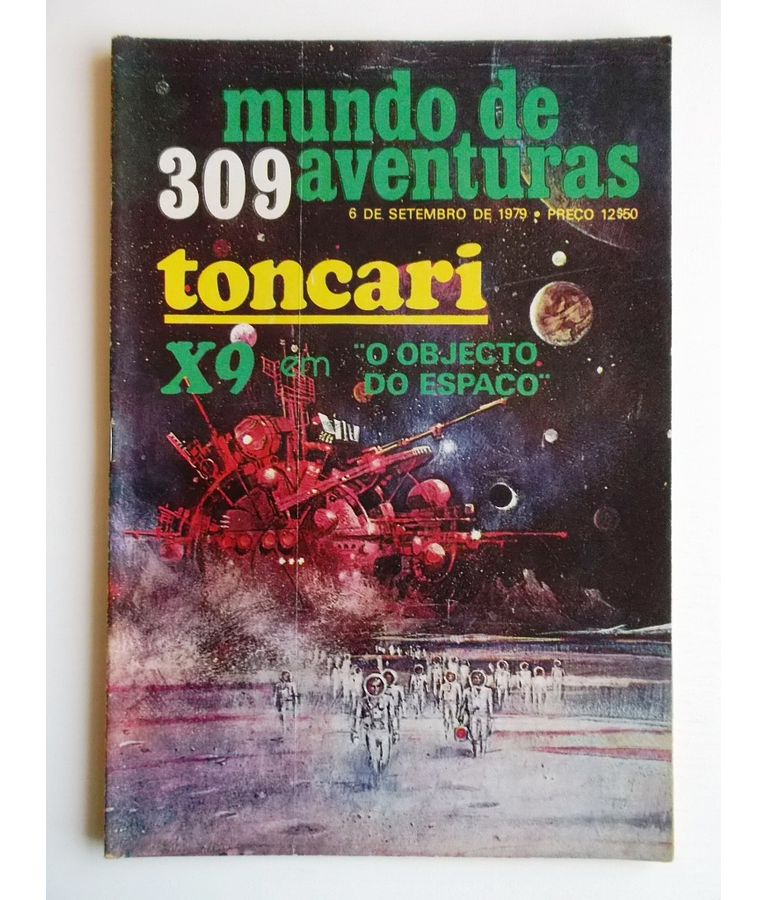 mundo de
309 aventuras
6 DE SETEMBRO DE 1979 • PREÇO 12$50
toncari
X9 em "O OBJECTO
DO ESPAÇO"